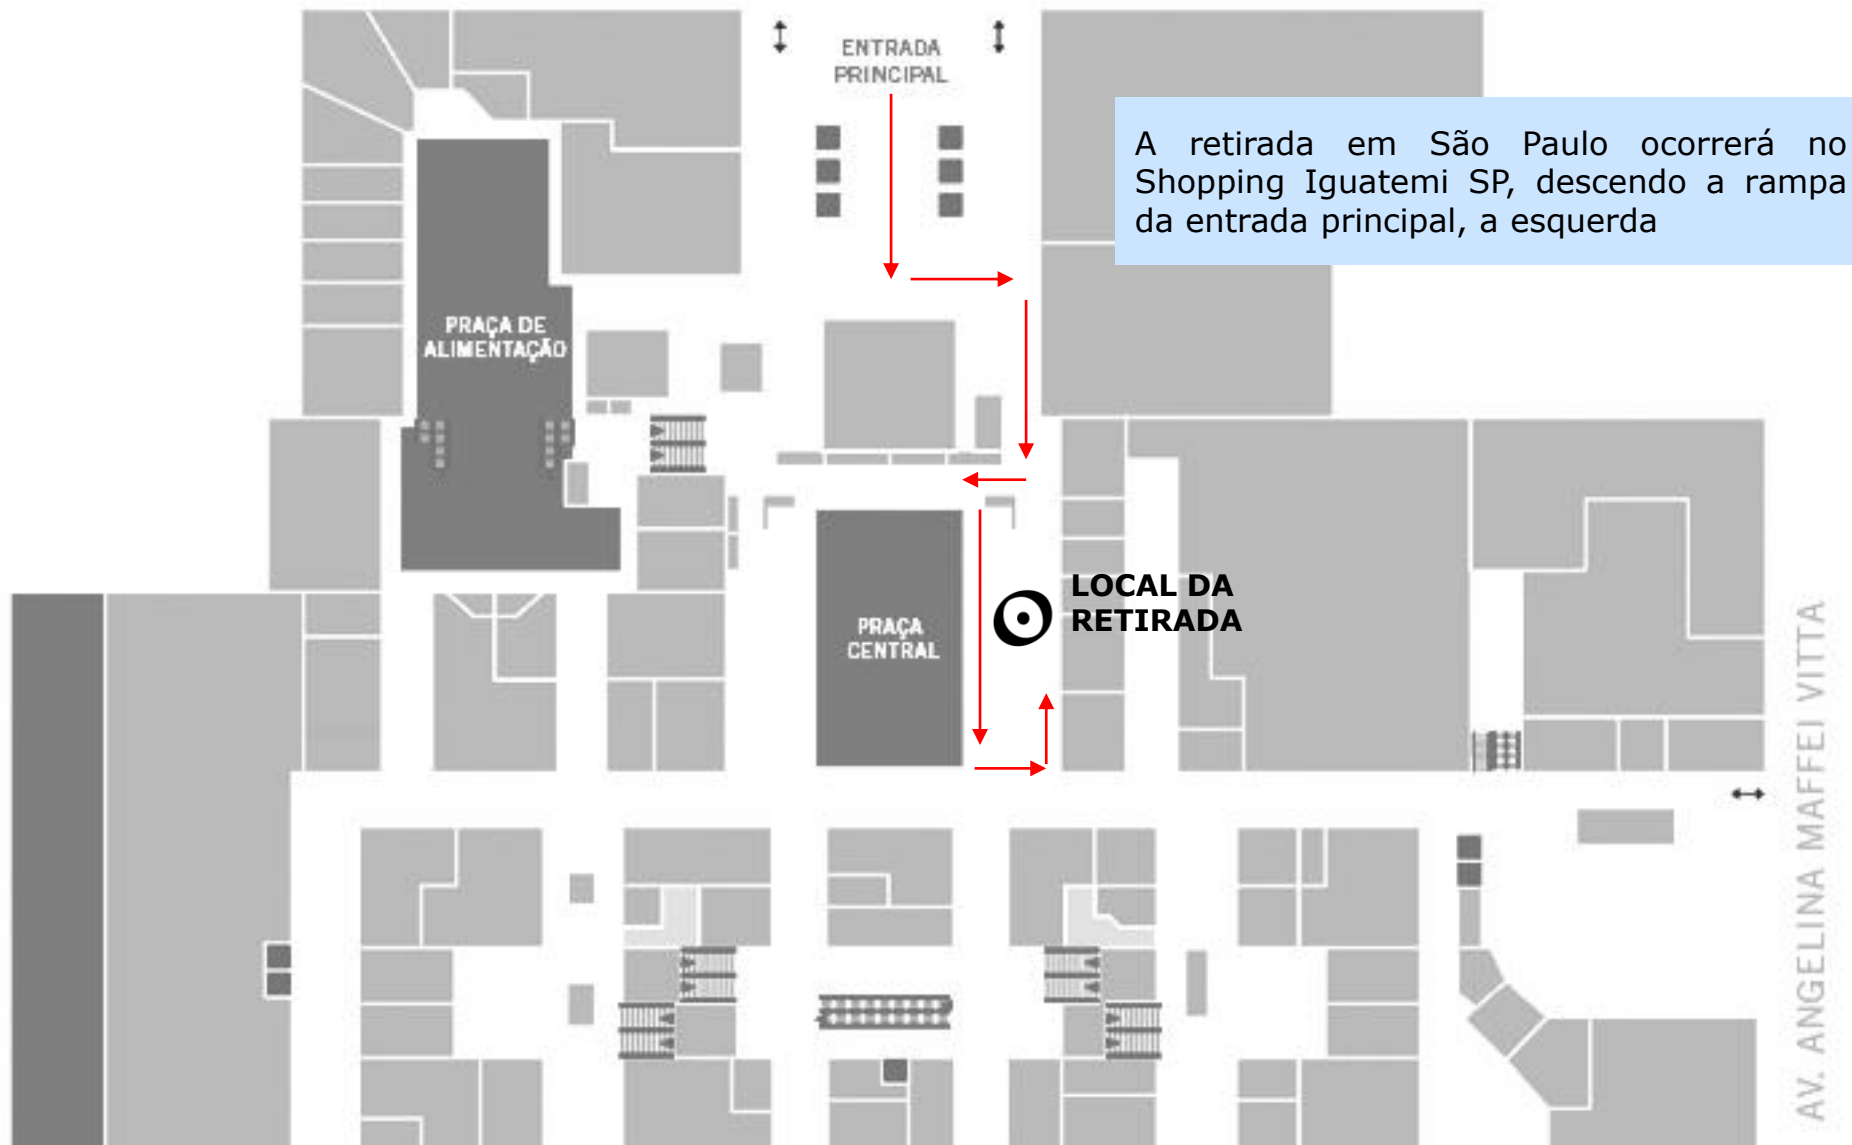 ENTRADA
PRINCIPAL
A retirada em São Paulo ocorrerá no
Shopping Iguatemi SP, descendo a rampa
da entrada principal, a esquerda
PRAÇA DE
ALIMENTAÇÃO
LOCAL DA
RETIRADA
PRAÇA
CENTRAL
AV. ANGELINA MAFFEI VITTA